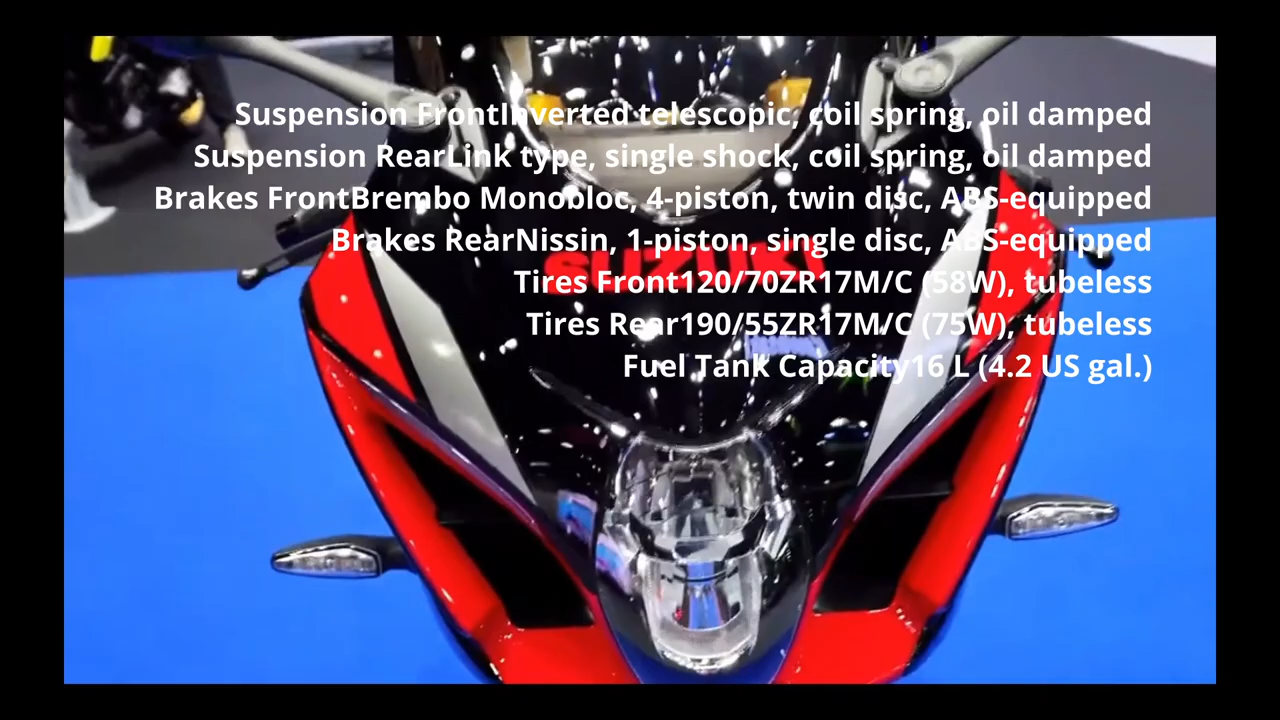 Suspension FrontInverted telescopic, coil spring, oil damped
Suspension RearLink type, single shock, coil spring, oil damped
Brakes FrontBrembo Monobloc, 4-piston, twin disc, ABS-equipped
Brakes RearNissin, 1-piston, single disc, ABS-equipped
SUZUKI
Tires Front120/70ZR17M/C (58W), tubeless
Tires Rear190/55ZR17M/C (75W), tubeless
Fuel Tank Capacity16 L (4.2 US gal.)